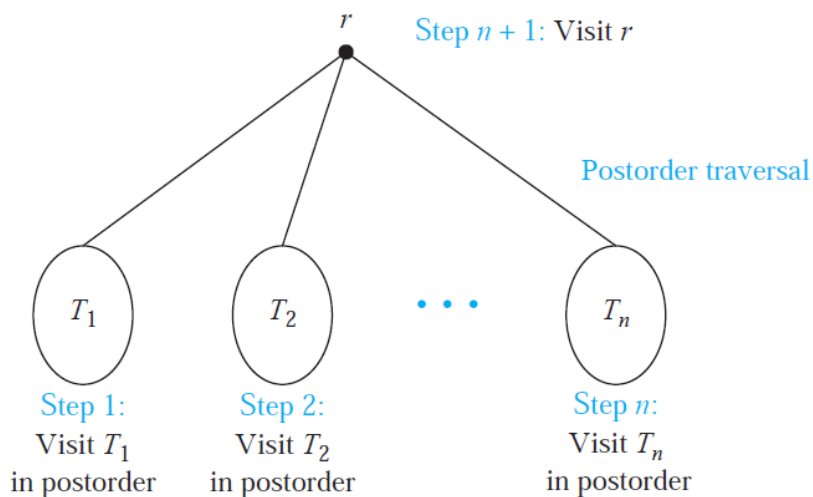 r
Step n + 1: Visit r
Postorder traversal
T1
T2
• • •
Tn
Step 1:
Visit T1
in postorder
Step 2:
Visit T2
in postorder
Step n:
Visit Tn
in postorder